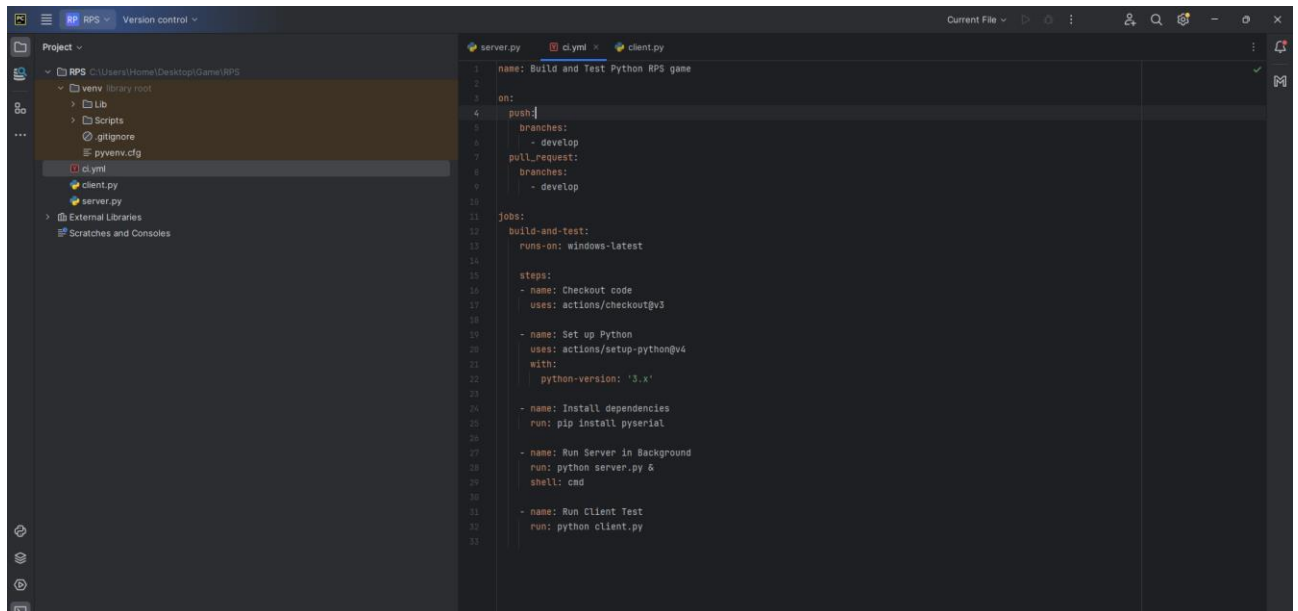 PC
RP RPS
Version control
Current File
Project
RPS C:\Users\Home\Desktop\Game\RPS
venv library root
Lib
Scripts
.gitignore
pyvenv.cfg
ci.yml
client.py
server.py
External Libraries
Scratches and Consoles
server.py ci.yml client.py
1 name: Build and Test Python RPS game
2
3 on:
4   push:
5     branches:
6       - develop
7   pull_request:
8     branches:
9       - develop
10
11 jobs:
12   build-and-test:
13     runs-on: windows-latest
14
15     steps:
16     - name: Checkout code
17       uses: actions/checkout@v3
18
19     - name: Set up Python
20       uses: actions/setup-python@v4
21       with:
22         python-version: '3.x'
23
24     - name: Install dependencies
25       run: pip install pyserial
26
27     - name: Run Server in Background
28       run: python server.py &
29       shell: cmd
30
31     - name: Run Client Test
32       run: python client.py
33